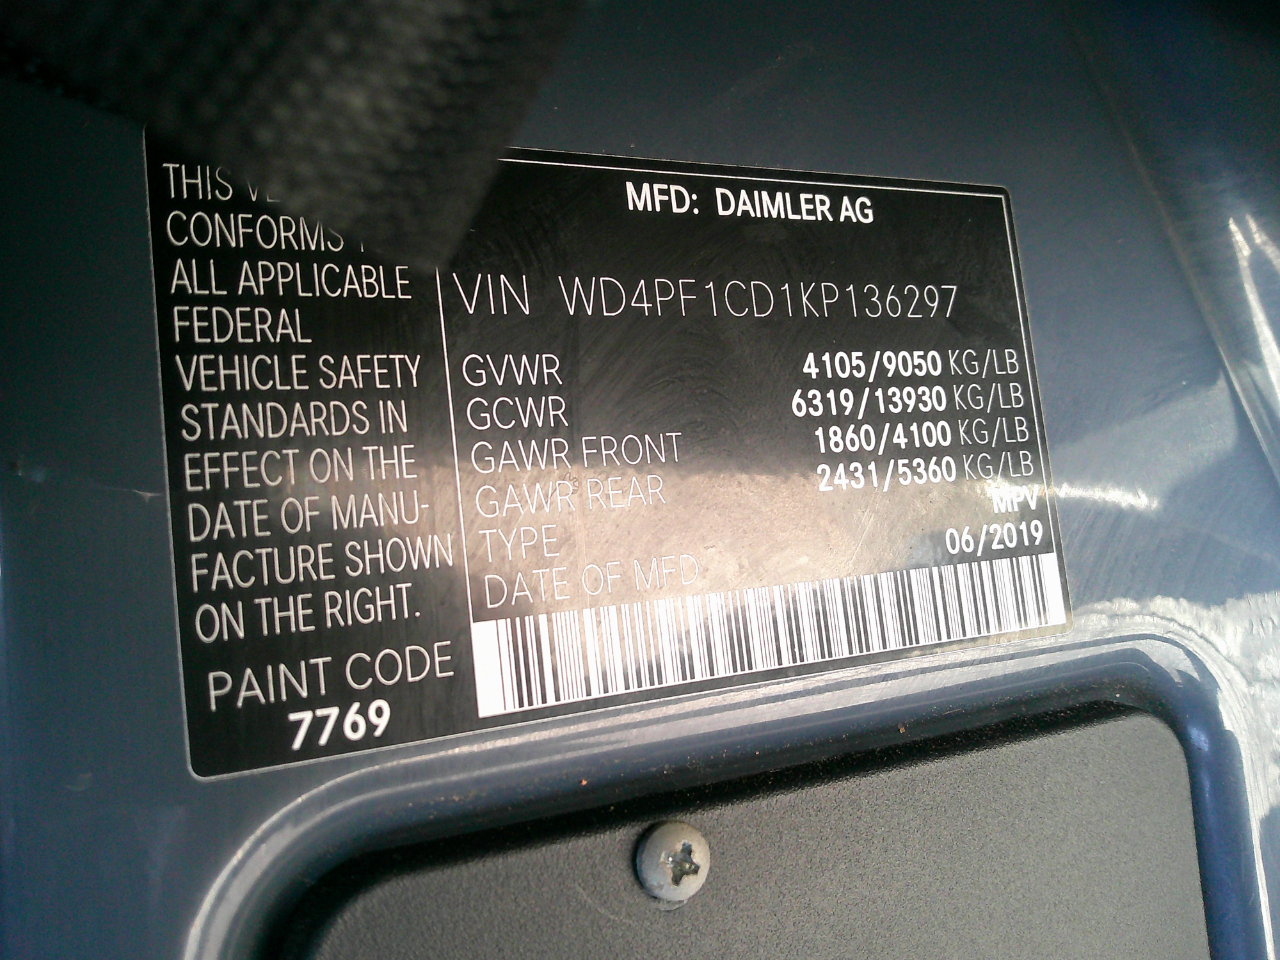 THIS
CONFORMS
ALL APPLICABLE
FEDERAL
VEHICLE SAFETY
STANDARDS IN
EFFECT ON THE
DATE OF MANU-
FACTURE SHOWN
ON THE RIGHT.
PAINT CODE
7769
MFD: DAIMLER AG
VIN WD4PF1CD1KP136297
GVWR 4105/9050 KG/LB
GCWR 6319/13930 KG/LB
GAWR FRONT 1860/4100 KG/LB
GAWR REAR 2431/5360 KG/LB
TYPE MPV
DATE OF MFD 06/2019